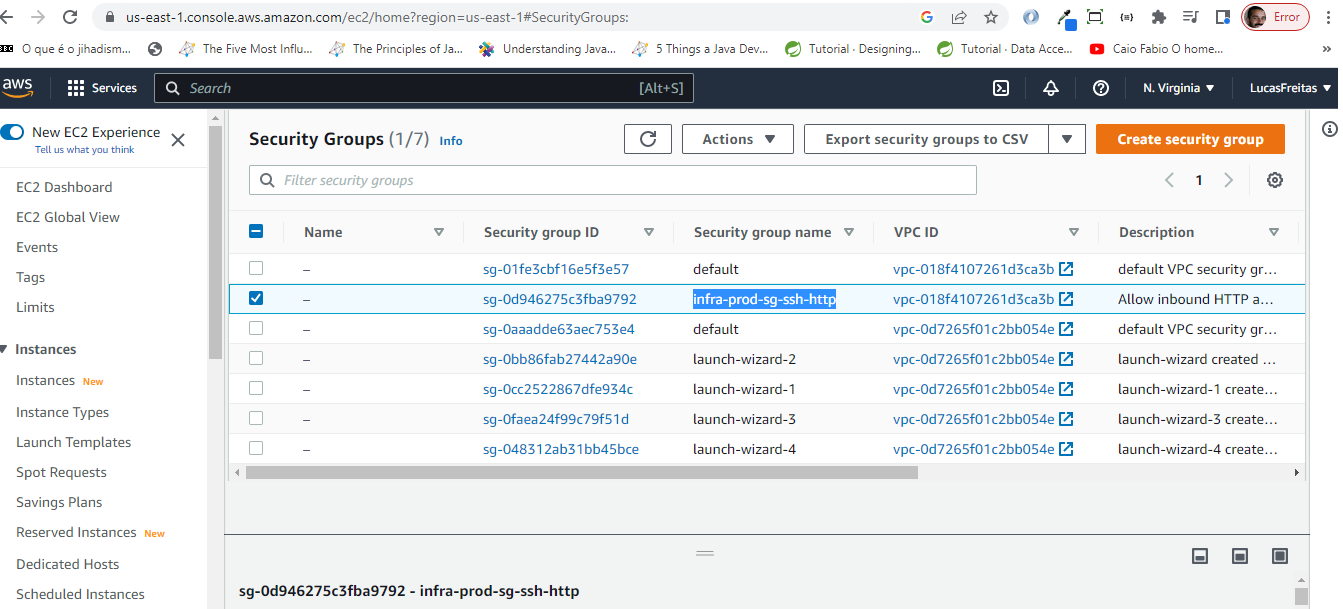 us-east-1.console.aws.amazon.com/ec2/home?region=us-east-1#SecurityGroups:
Error
BBC O que é o jihadism...
The Five Most Influ...
The Principles of Ja...
Understanding Java...
5 Things a Java Dev...
Tutorial - Designing...
Tutorial - Data Acce...
Caio Fabio O home...
»
aws Services Search [Alt+S] N. Virginia LucasFreitas
New EC2 Experience
Tell us what you think
EC2 Dashboard
EC2 Global View
Events
Tags
Limits
Instances
Instances New
Instance Types
Launch Templates
Spot Requests
Savings Plans
Reserved Instances New
Dedicated Hosts
Scheduled Instances
Security Groups (1/7) Info
Actions
Export security groups to CSV
Create security group
Filter security groups
1
Name Security group ID Security group name VPC ID Description
– sg-01fe3cbf16e5f3e57 default vpc-018f4107261d3ca3b default VPC security gr...
– sg-0d946275c3fba9792 infra-prod-sg-ssh-http vpc-018f4107261d3ca3b Allow inbound HTTP a...
– sg-0aaadde63aec753e4 default vpc-0d7265f01c2bb054e default VPC security gr...
– sg-0bb86fab27442a90e launch-wizard-2 vpc-0d7265f01c2bb054e launch-wizard created ...
– sg-0cc2522867dfe934c launch-wizard-1 vpc-0d7265f01c2bb054e launch-wizard-1 create...
– sg-0faea24f99c79f51d launch-wizard-3 vpc-0d7265f01c2bb054e launch-wizard-3 create...
– sg-048312ab31bb45bce launch-wizard-4 vpc-0d7265f01c2bb054e launch-wizard-4 create...
sg-0d946275c3fba9792 - infra-prod-sg-ssh-http